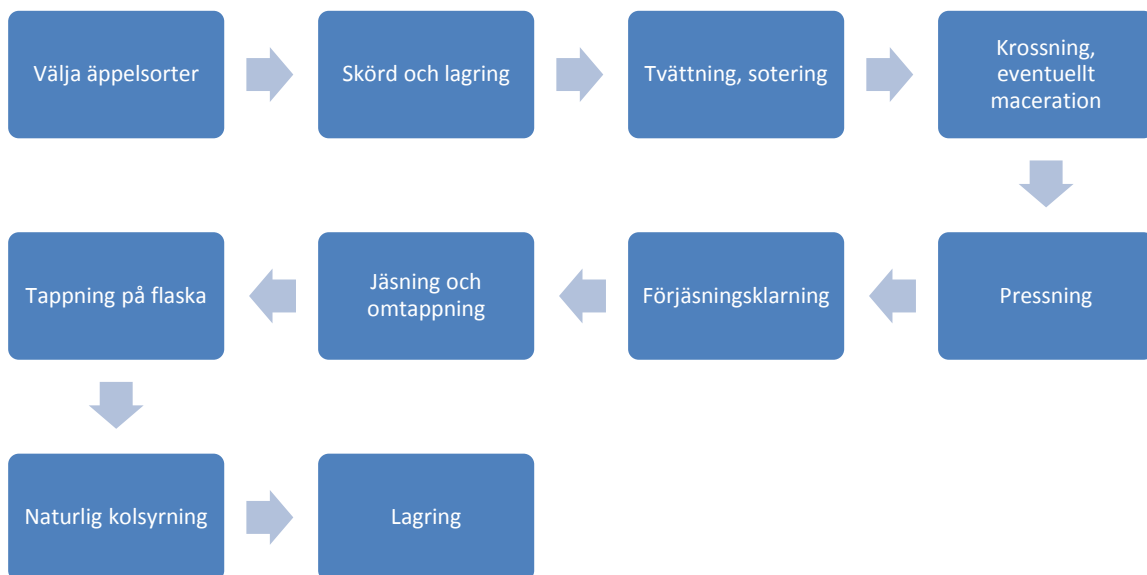 Välja äppelsorter
Skörd och lagring
Tvättning, sotering
Krossning,
eventuellt
maceration
Pressning
Förjäsningsklarning
Jäsning och
omtappning
Tappning på flaska
Naturlig kolsyrning
Lagring